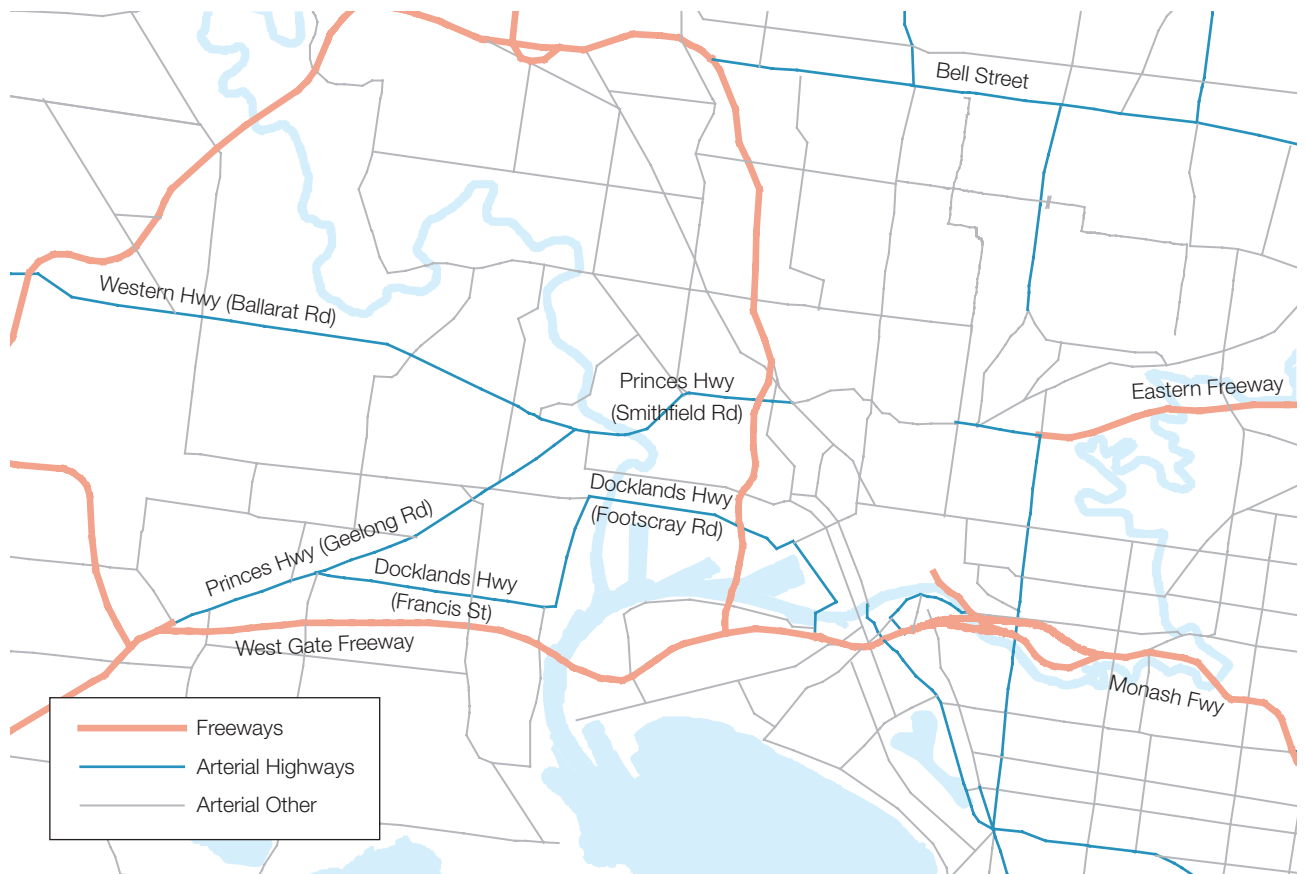 Bell Street
Western Hwy (Ballarat Rd)
Princes Hwy
(Smithfield Rd)
Eastern Freeway
Docklands Hwy
(Footscray Rd)
Princes Hwy (Geelong Rd)
Docklands Hwy
(Francis St)
West Gate Freeway
Monash Fwy
Freeways
Arterial Highways
Arterial Other